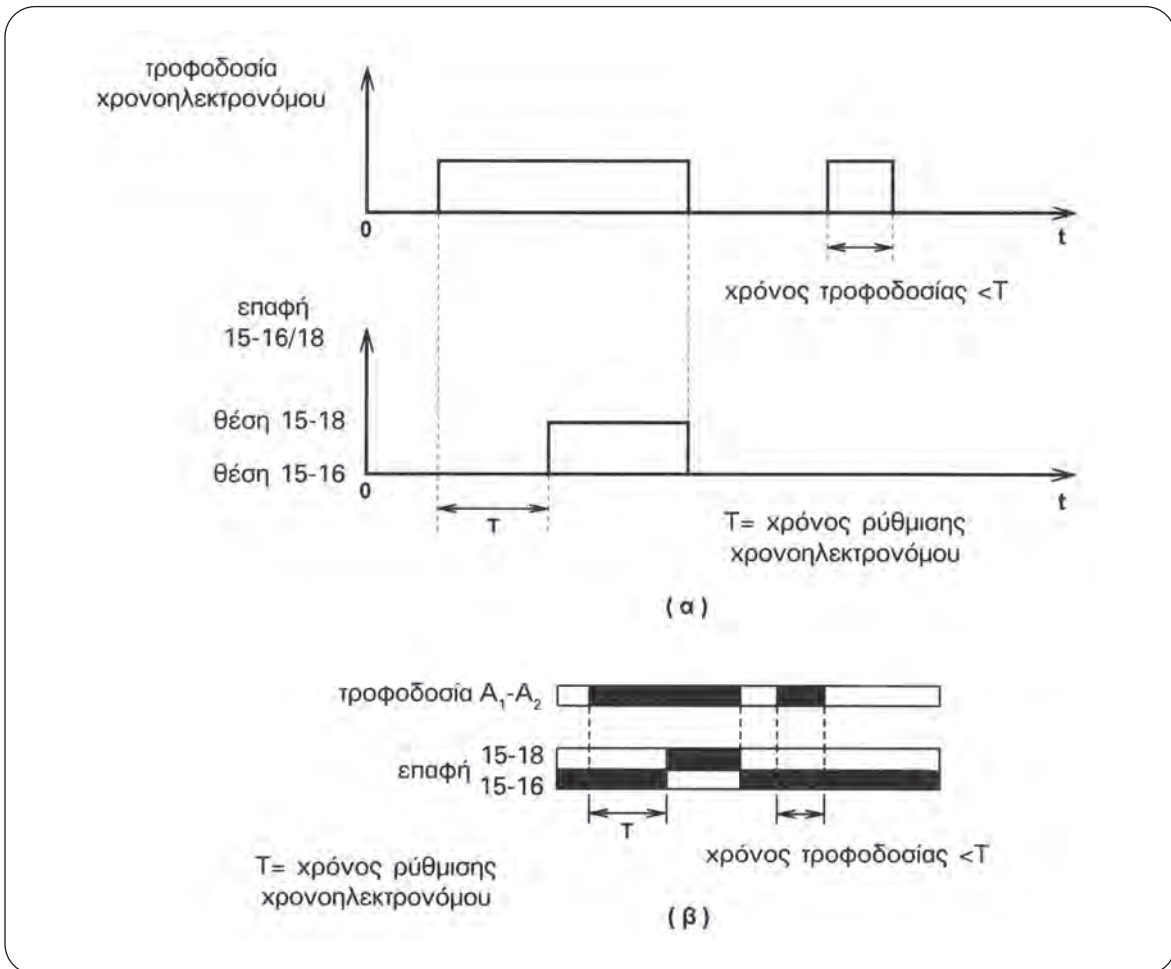 τροφοδοσία
χρονοηλεκτρονόμου
0
t
χρόνος τροφοδοσίας <T
επαφή
15-16/18
θέση 15-18
θέση 15-16
0
t
T
T= χρόνος ρύθμισης
χρονοηλεκτρονόμου
( α )
τροφοδοσία A₁-A₂
15-18
επαφή
15-16
T
χρόνος τροφοδοσίας <T
T= χρόνος ρύθμισης
χρονοηλεκτρονόμου
( β )